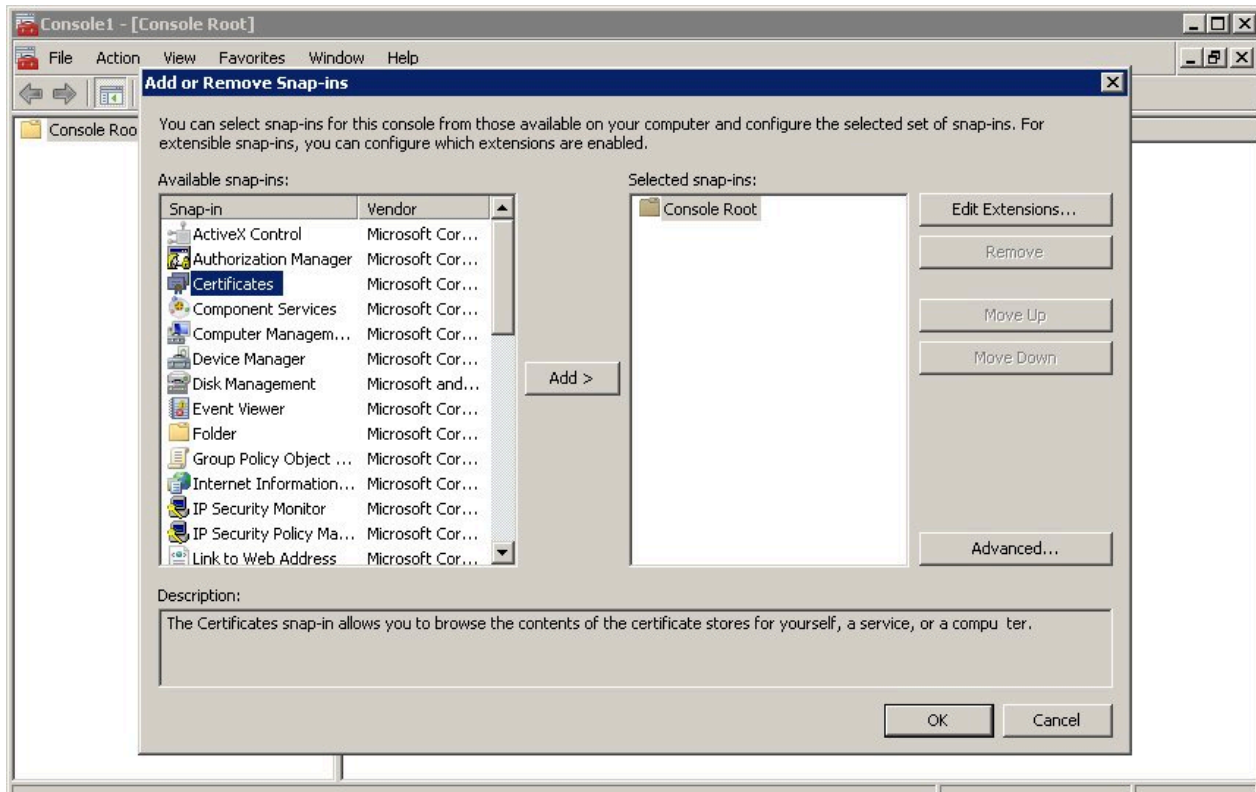 Console1 - [Console Root]
File Action View Favorites Window Help
Add or Remove Snap-ins
Console Roo
You can select snap-ins for this console from those available on your computer and configure the selected set of snap-ins. For
extensible snap-ins, you can configure which extensions are enabled.
Available snap-ins:
Selected snap-ins:
Snap-in Vendor
ActiveX Control Microsoft Cor...
Authorization Manager Microsoft Cor...
Certificates Microsoft Cor...
Component Services Microsoft Cor...
Computer Managem... Microsoft Cor...
Device Manager Microsoft Cor...
Disk Management Microsoft and...
Event Viewer Microsoft Cor...
Folder Microsoft Cor...
Group Policy Object ... Microsoft Cor...
Internet Information... Microsoft Cor...
IP Security Monitor Microsoft Cor...
IP Security Policy Ma... Microsoft Cor...
Link to Web Address Microsoft Cor...
Add >
Console Root
Edit Extensions...
Remove
Move Up
Move Down
Advanced...
Description:
The Certificates snap-in allows you to browse the contents of the certificate stores for yourself, a service, or a compu ter.
OK Cancel